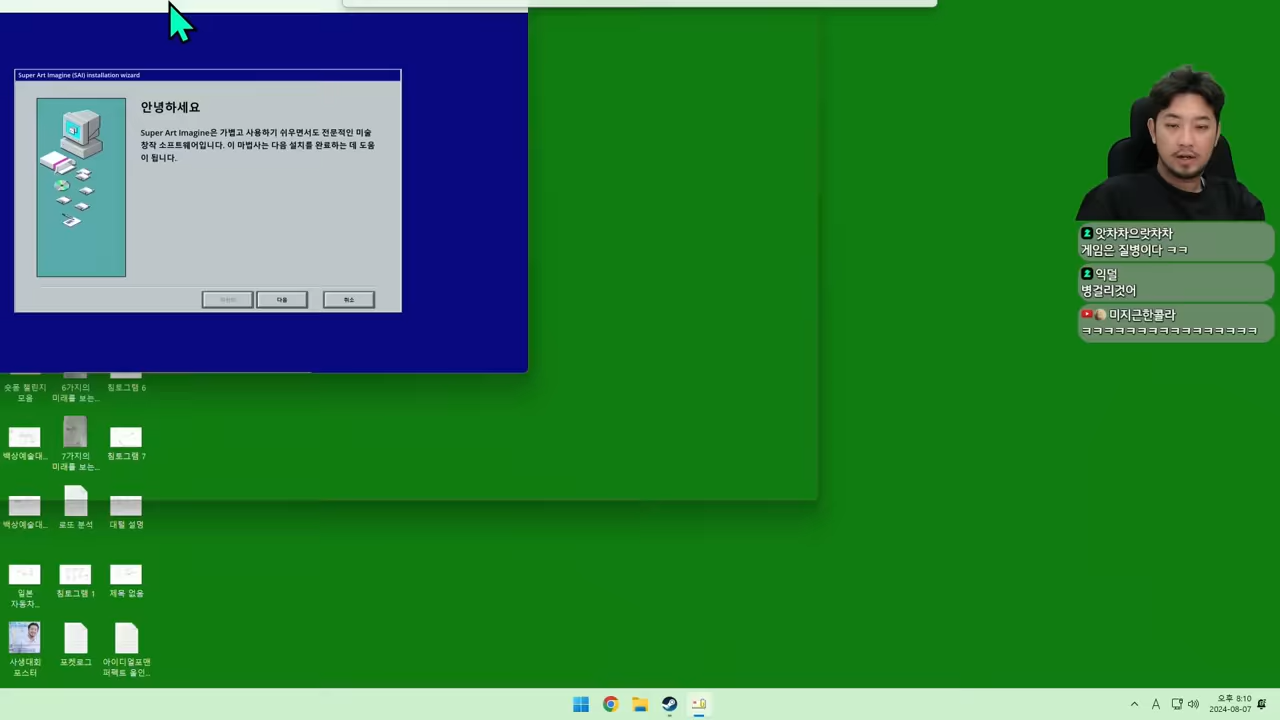 Super Art Imagine (SAI) installation wizard
안녕하세요
Super Art Imagine은 가볍고 사용하기 쉬우면서도 전문적인 미술
창작 소프트웨어입니다. 이 마법사는 다음 설치를 완료하는 데 도움
이 됩니다.
다음
취소
앗차차으랏차차
게임은 질병이다 ㅋㅋ
익덜
병걸리것어
미지근한콜라
ㅋㅋㅋㅋㅋㅋㅋㅋㅋㅋㅋㅋㅋㅋㅋㅋ
숏퐁 챌린지
모음
6가지의
미래를 보는...
침토그램 6
백상예술대...
7가지의
미래를 보는...
침토그램 7
백상예술대...
로또 분석
대털 설명
일본
자동차...
침토그램 1
제목 없음
사생대회
포스터
포켓로그
아이디얼포맨
퍼펙트 올인...
A
오후 8:10
2024-08-07